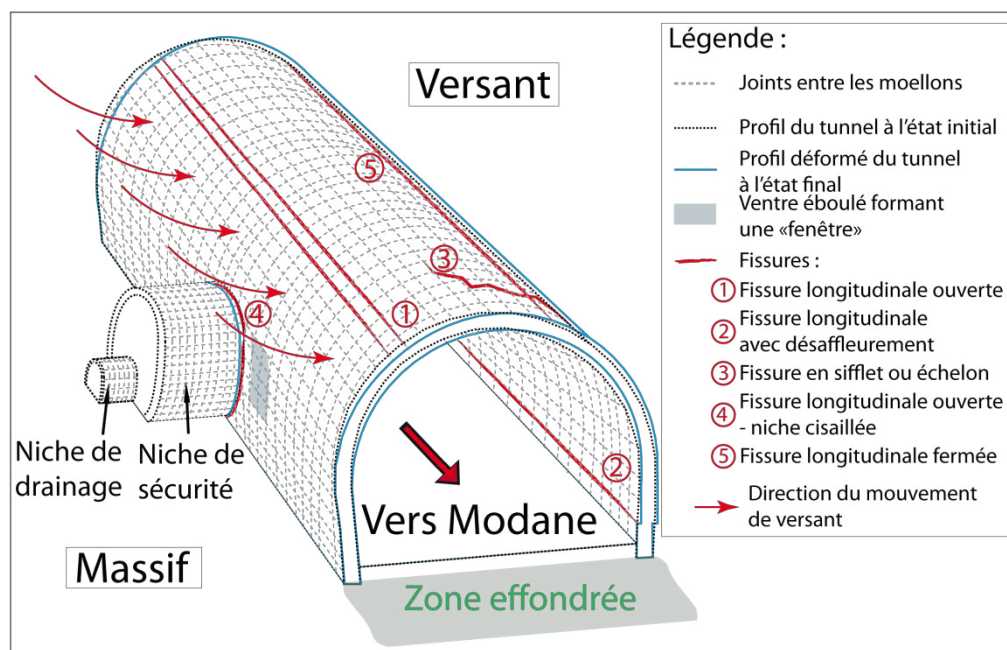 Versant
5
3
4
1
2
Niche de
drainage
Niche de
sécurité
Massif
Vers Modane
Zone effondrée
Légende :
Joints entre les moellons
Profil du tunnel à l'état initial
Profil déformé du tunnel
à l'état final
Ventre éboulé formant
une «fenêtre»
Fissures :
1 Fissure longitudinale ouverte
2 Fissure longitudinale
avec désaffleurement
3 Fissure en sifflet ou échelon
4 Fissure longitudinale ouverte
- niche cisaillée
5 Fissure longitudinale fermée
Direction du mouvement
de versant